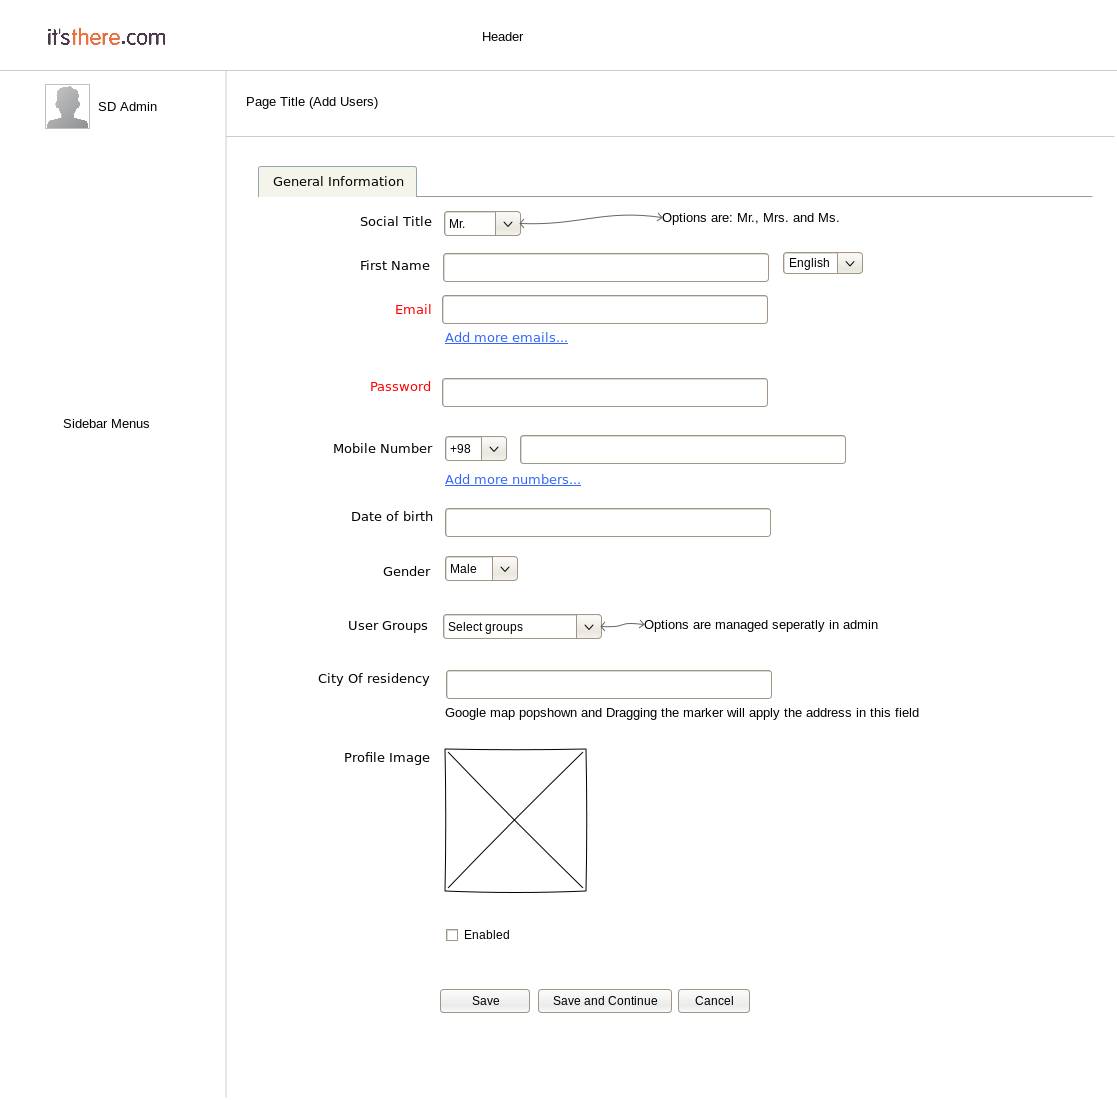 it'sthere.com
Header
SD Admin
Page Title (Add Users)
General Information
Social Title
Mr.
Options are: Mr., Mrs. and Ms.
First Name
English
Email
Add more emails...
Password
Sidebar Menus
Mobile Number
+98
Add more numbers...
Date of birth
Gender
Male
User Groups
Select groups
Options are managed seperatly in admin
City Of residency
Google map popshown and Dragging the marker will apply the address in this field
Profile Image
Enabled
Save
Save and Continue
Cancel